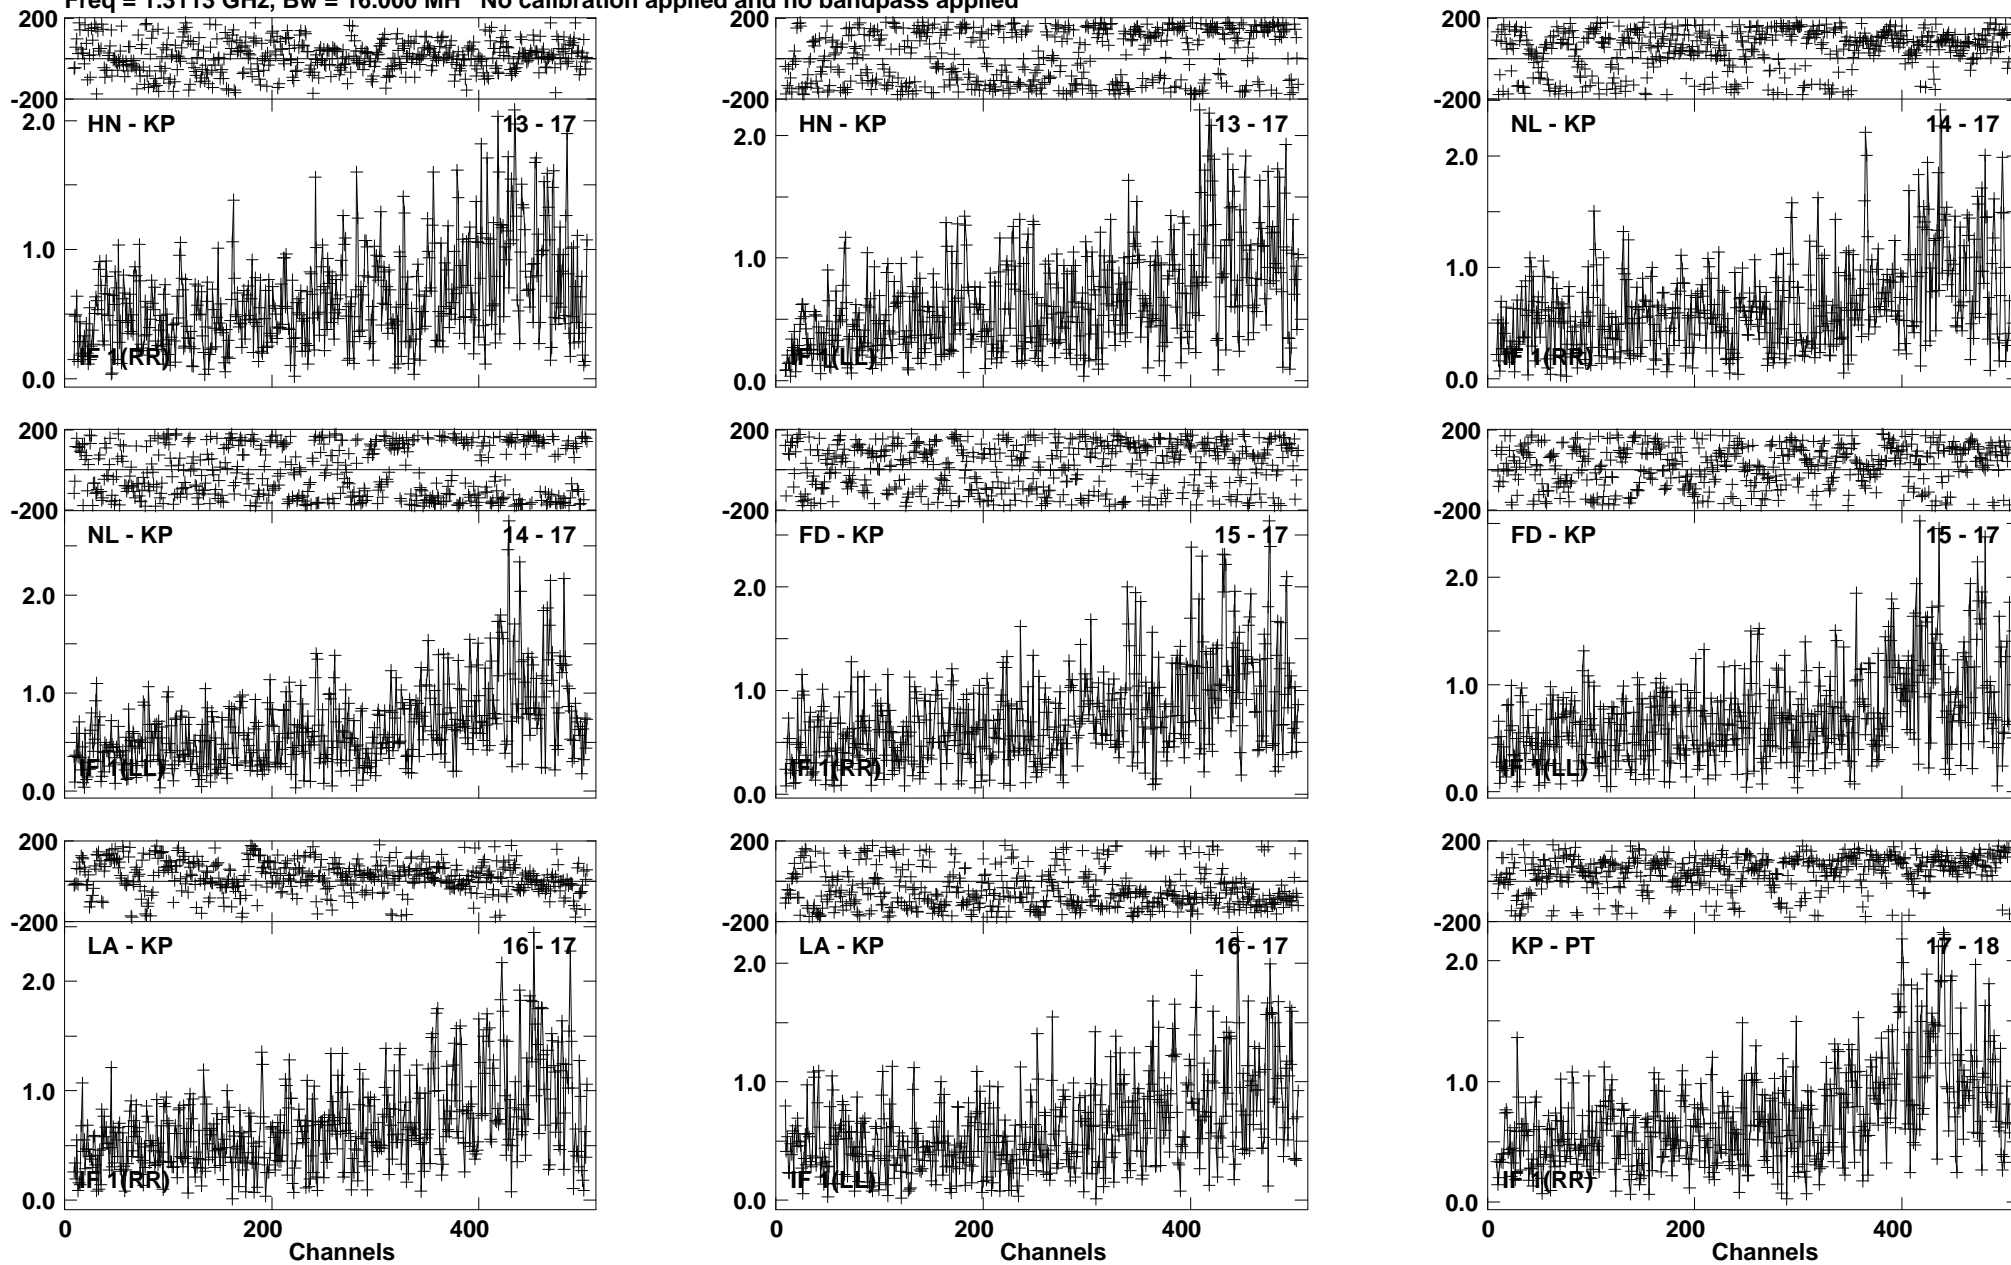 Freq = 1.3113 GHz, Bw = 16.000 MH No calibration applied and no bandpass applied
200
-200
HN - KP 13 - 17
2.0
1.0
0.0
IF 1(RR)
200
-200
HN - KP 13 - 17
2.0
1.0
0.0
IF 1(LL)
200
-200
NL - KP 14 - 17
2.0
1.0
0.0
IF 1(RR)
200
-200
NL - KP 14 - 17
2.0
1.0
0.0
IF 1(LL)
200
-200
FD - KP 15 - 17
2.0
1.0
0.0
IF 1(RR)
200
-200
FD - KP 15 - 17
2.0
1.0
0.0
IF 1(LL)
200
-200
LA - KP 16 - 17
2.0
1.0
0.0
IF 1(RR)
0 200 400
Channels
200
-200
LA - KP 16 - 17
2.0
1.0
0.0
IF 1(LL)
0 200 400
Channels
200
-200
KP - PT 17 - 18
2.0
1.0
0.0
IF 1(RR)
0 200 400
Channels